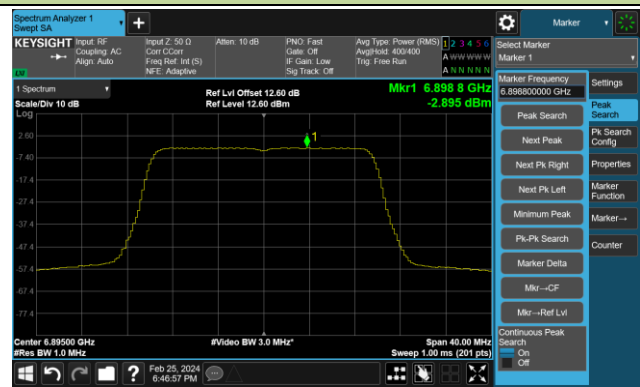 Spectrum Analyzer 1
Swept SA
Marker
KEYSIGHT
Input: RF
Coupling: AC
Align: Auto
Input Z: 50 Ω
Corr CCorr
Freq Ref: Int (S)
NFE: Adaptive
Atten: 10 dB
PNO: Fast
Gate: Off
IF Gain: Low
Sig Track: Off
Avg Type: Power (RMS)
Avg|Hold: 400/400
Trig: Free Run
1 2 3 4 5 6
A W W W W W
A N N N N N
Select Marker
Marker 1
1 Spectrum
Scale/Div 10 dB
Log
Ref Lvl Offset 12.60 dB
Ref Level 12.60 dBm
Mkr1 6.898 8 GHz
-2.895 dBm
2.60
-7.40
-17.4
-27.4
-37.4
-47.4
-57.4
-67.4
-77.4
1
Center 6.89500 GHz
#Res BW 1.0 MHz
#Video BW 3.0 MHz*
Span 40.00 MHz
Sweep 1.00 ms (201 pts)
Marker Frequency
6.898800000 GHz
Peak Search
Next Peak
Next Pk Right
Next Pk Left
Minimum Peak
Pk-Pk Search
Marker Delta
Mkr→CF
Mkr→Ref Lvl
Continuous Peak
Search
On
Off
Settings
Peak
Search
Pk Search
Config
Properties
Marker
Function
Marker→
Counter
?
Feb 25, 2024
6:46:57 PM